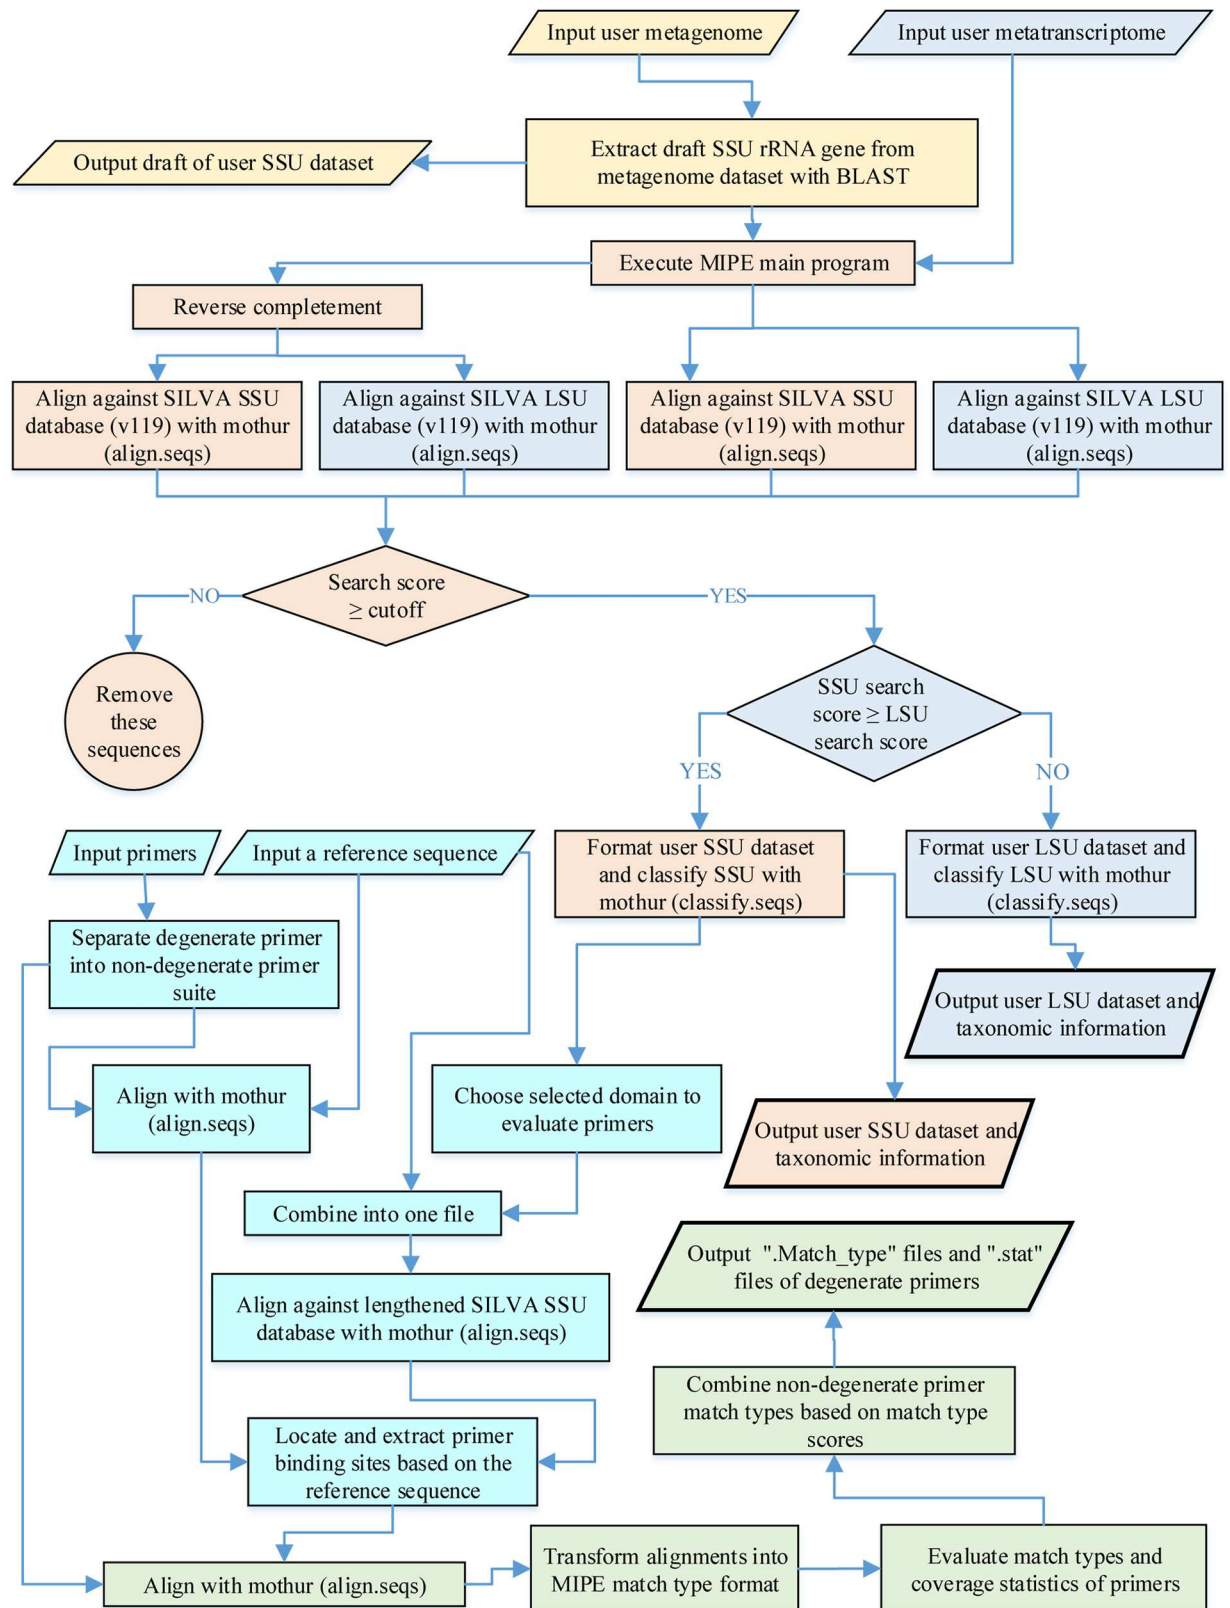 Input user metagenome
Input user metatranscriptome
Extract draft SSU rRNA gene from
metagenome dataset with BLAST
Output draft of user SSU dataset
Execute MIPE main program
Reverse completement
Align against SILVA SSU
database (v119) with mothur
(align.seqs)
Align against SILVA LSU
database (v119) with mothur
(align.seqs)
Align against SILVA SSU
database (v119) with mothur
(align.seqs)
Align against SILVA LSU
database (v119) with mothur
(align.seqs)
Search score
≥ cutoff
NO
YES
Remove
these
sequences
SSU search
score ≥ LSU
search score
YES
NO
Input primers
Input a reference sequence
Format user SSU dataset
and classify SSU with
mothur (classify.seqs)
Format user LSU dataset and
classify LSU with mothur
(classify.seqs)
Separate degenerate primer
into non-degenerate primer
suite
Output user LSU dataset and
taxonomic information
Align with mothur
(align.seqs)
Choose selected domain to
evaluate primers
Output user SSU dataset and
taxonomic information
Combine into one file
Output ".Match_type" files and ".stat"
files of degenerate primers
Align against lengthened SILVA SSU
database with mothur (align.seqs)
Combine non-degenerate primer
match types based on match type
scores
Locate and extract primer
binding sites based on the
reference sequence
Align with mothur (align.seqs)
Transform alignments into
MIPE match type format
Evaluate match types and
coverage statistics of primers